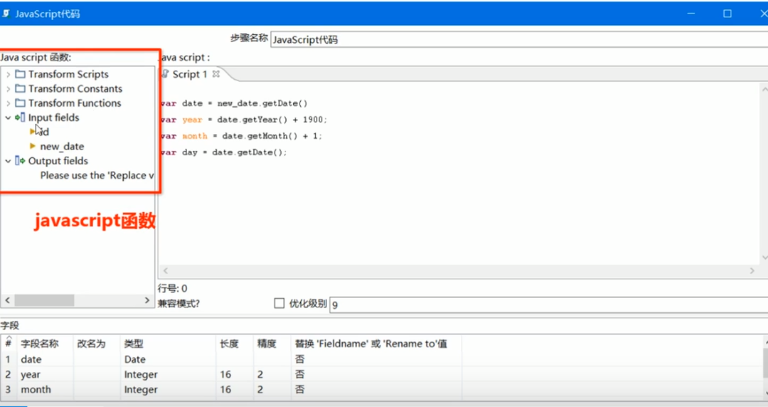 JavaScript代码
步骤名称 JavaScript代码
Java script 函数:
Java script :
Transform Scripts
Transform Constants
Transform Functions
Input fields
id
new_date
Output fields
Please use the 'Replace v
javascript函数
Script 1
var date = new_date.getDate()
var year = date.getYear() + 1900;
var month = date.getMonth() + 1;
var day = date.getDate();
行号: 0
兼容模式? 优化级别 9
字段
# 字段名称 改名为 类型 长度 精度 替换 'Fieldname' 或 'Rename to'值
1 date Date 否
2 year Integer 16 2 否
3 month Integer 16 2 否